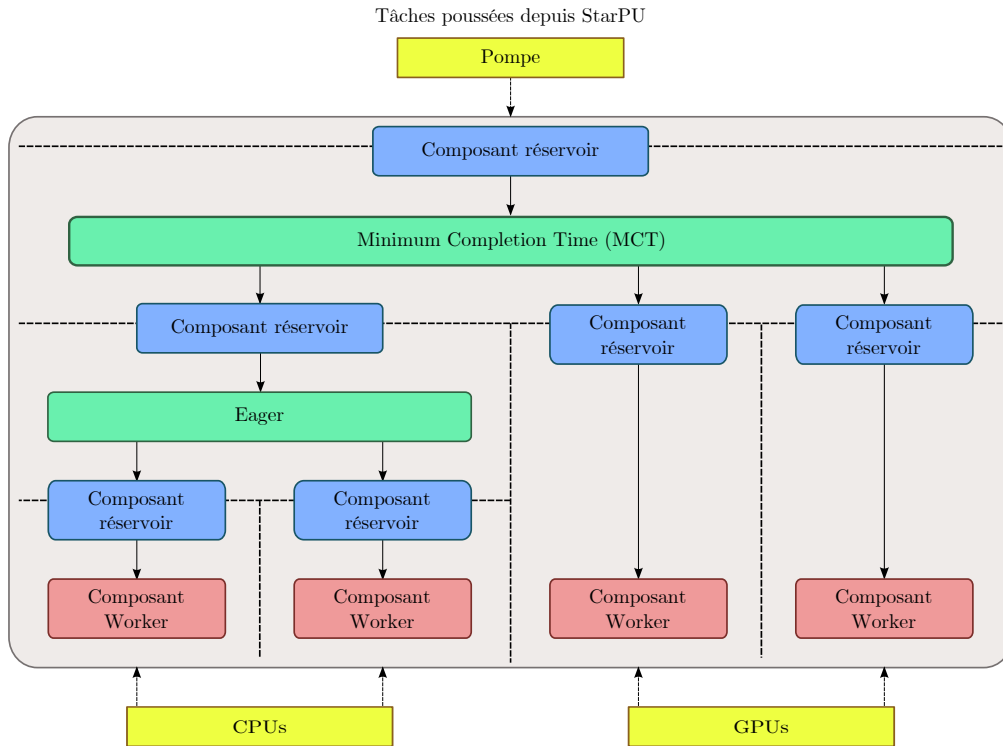 Tâches poussées depuis StarPU
Pompe
Composant réservoir
Minimum Completion Time (MCT)
Composant réservoir
Composant
réservoir
Composant
réservoir
Eager
Composant
réservoir
Composant
réservoir
Composant
Worker
Composant
Worker
Composant
Worker
Composant
Worker
CPUs
GPUs